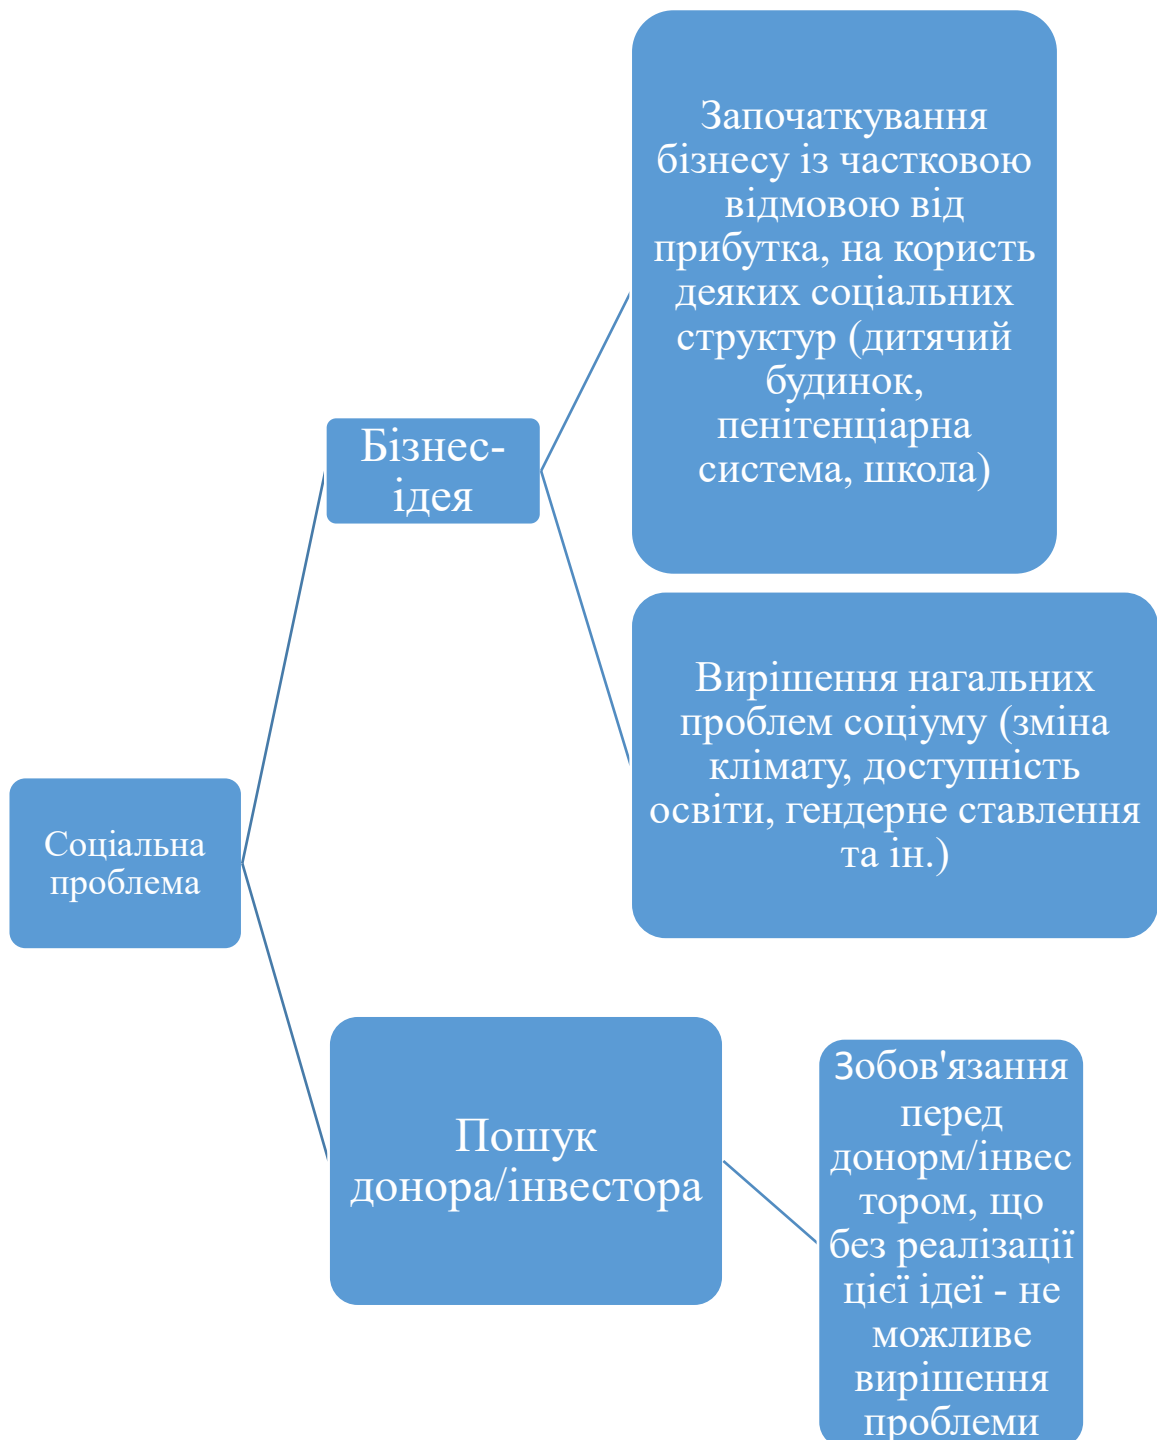 Започаткування
бізнесу із частковою
відмовою від
прибутка, на користь
деяких соціальних
структур (дитячий
будинок,
пенітенціарна
система, школа)
Бізнес-
ідея
Вирішення нагальних
проблем соціуму (зміна
клімату, доступність
освіти, гендерне ставлення
та ін.)
Соціальна
проблема
Пошук
донора/інвестора
Зобов'язання
перед
донорм/інвес
тором, що
без реалізації
цієї ідеї - не
можливе
вирішення
проблеми